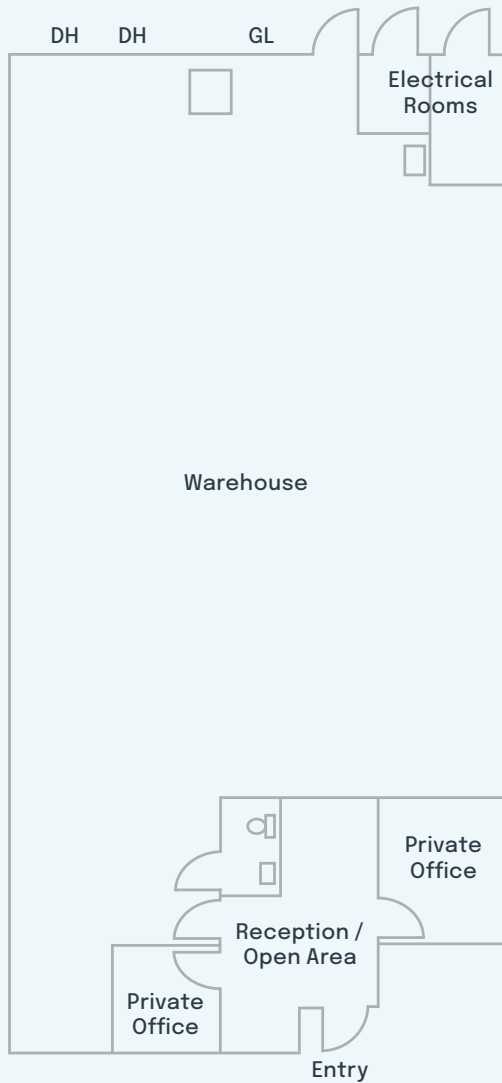 DH DH GL
Electrical
Rooms
Warehouse
Private
Office
Reception /
Open Area
Private
Office
Entry